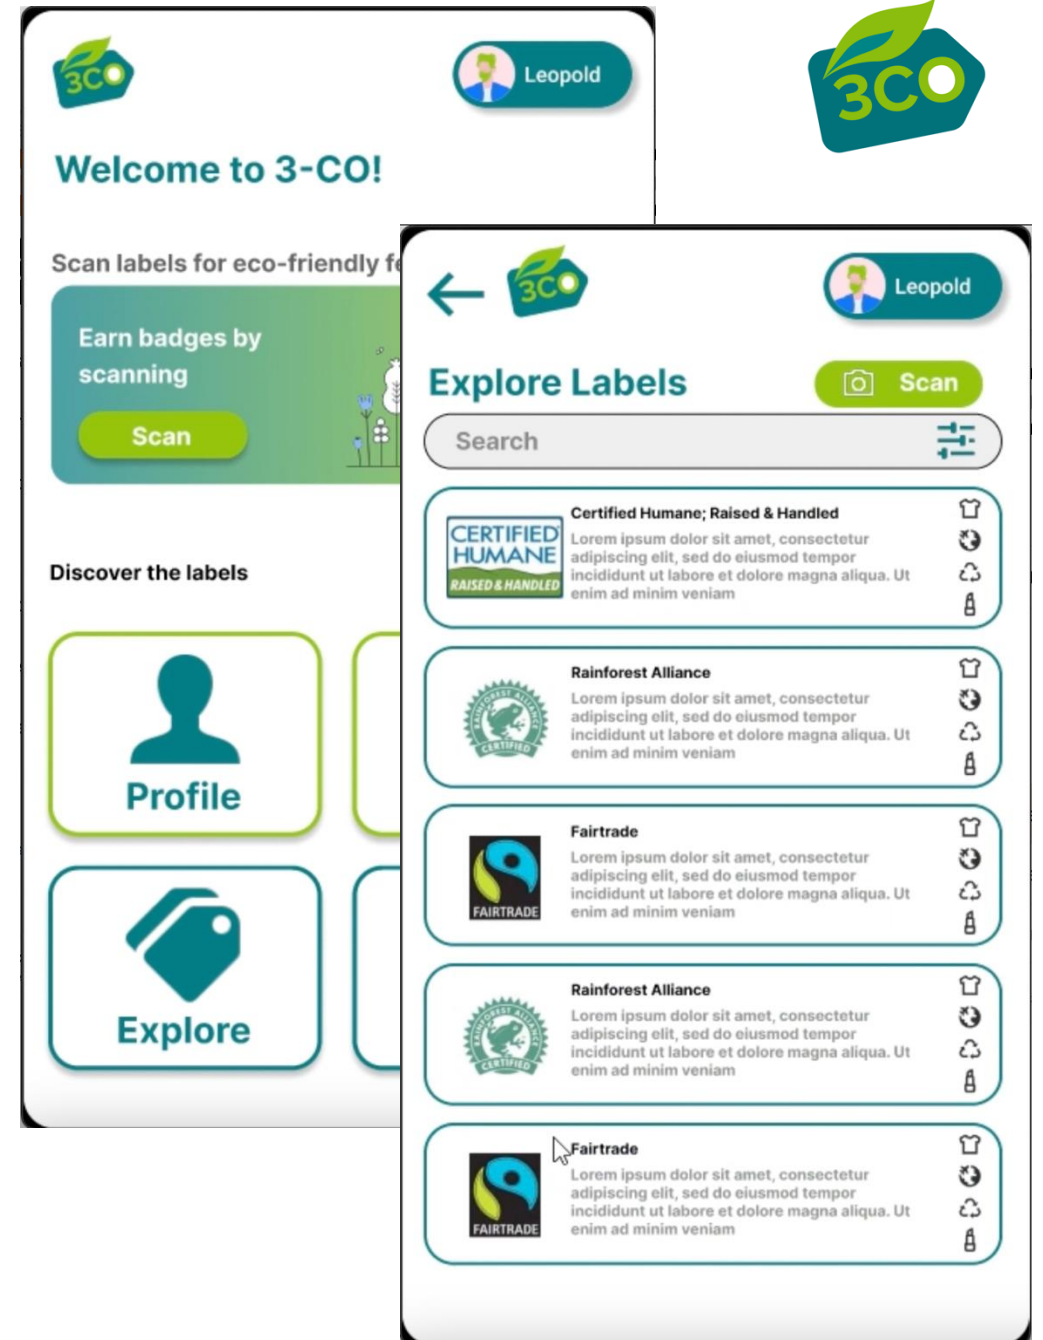 3CO
Leopold
Welcome to 3-CO!
Scan labels for eco-friendly
Earn badges by
scanning
Scan
Discover the labels
Profile
Explore
3CO
3CO
Leopold
Explore Labels
Scan
Search
CERTIFIED
HUMANE
RAISED & HANDLED
Certified Humane; Raised & Handled
Lorem ipsum dolor sit amet, consectetur
adipiscing elit, sed do eiusmod tempor
incididunt ut labore et dolore magna aliqua. Ut
enim ad minim veniam
RAINFOREST ALLIANCE
CERTIFIED
Rainforest Alliance
Lorem ipsum dolor sit amet, consectetur
adipiscing elit, sed do eiusmod tempor
incididunt ut labore et dolore magna aliqua. Ut
enim ad minim veniam
FAIRTRADE
Fairtrade
Lorem ipsum dolor sit amet, consectetur
adipiscing elit, sed do eiusmod tempor
incididunt ut labore et dolore magna aliqua. Ut
enim ad minim veniam
RAINFOREST ALLIANCE
CERTIFIED
Rainforest Alliance
Lorem ipsum dolor sit amet, consectetur
adipiscing elit, sed do eiusmod tempor
incididunt ut labore et dolore magna aliqua. Ut
enim ad minim veniam
FAIRTRADE
Fairtrade
Lorem ipsum dolor sit amet, consectetur
adipiscing elit, sed do eiusmod tempor
incididunt ut labore et dolore magna aliqua. Ut
enim ad minim veniam